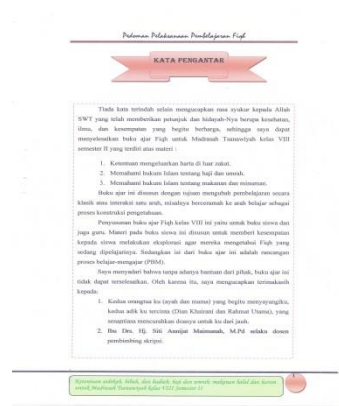 Pedoman Pelaksanaan Pembelajaran Fiqh
KATA PENGANTAR
Tiada kata terindah selain mengucapkan rasa syukur kepada Allah
SWT yang telah memberikan petunjuk dan hidayah-Nya berupa kesehatan,
ilmu, dan kesempatan yang begitu berharga, sehingga saya dapat
menyelesaikan buku ajar Fiqh untuk Madrasah Tsanawiyah kelas VIII
semester II yang terdiri atas materi :
1. Ketentuan mengeluarkan harta di luar zakat.
2. Memahami hukum Islam tentang haji dan umrah.
3. Memahami hukum Islam tentang makanan dan minuman.
Buku ajar ini disusun dengan tujuan mengubah pembelajaran secara
klasik atau interaksi satu arah, misalnya berceramah ke arah belajar sebagai
proses konstruksi pengetahuan.
Penyusunan buku ajar Fiqh kelas VIII ini yaitu untuk buku siswa dan
juga guru. Materi pada buku siswa ini disusun untuk memberi kesempatan
kepada siswa melakukan eksplorasi agar mereka mengetahui Fiqh yang
sedang dipelajarinya. Sedangkan isi dari buku ajar ini adalah rancangan
proses belajar-mengajar (PBM).
Saya menyadari bahwa tanpa adanya bantuan dari pihak, buku ajar ini
tidak dapat terselesaikan. Oleh karena itu, saya mengucapkan terimakasih
kepada:
1. Kedua orangtua ku (ayah dan mama) yang begitu menyayangiku,
kedua adik ku tercinta (Dian Khairani dan Rahmat Utama), yang
senantiasa mencurahkan doanya untuk ku dari jauh.
2. Ibu Dra. Hj. Siti Annijat Maimunah, M.Pd selaku dosen
pembimbing skripsi.
Ketentuan sedekah, hibah, dan hadiah; haji dan umrah; makanan halal dan haram
untuk Madrasah Tsanawiyah kelas VIII Semester II